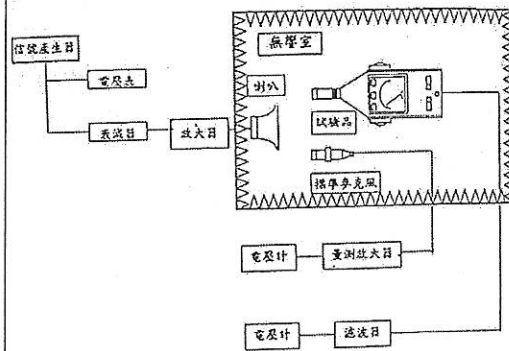 信號產生器
電壓表
衰減器
放大器
無響室
喇叭
試驗品
標準麥克風
電壓計
量測放大器
電壓計
濾波器